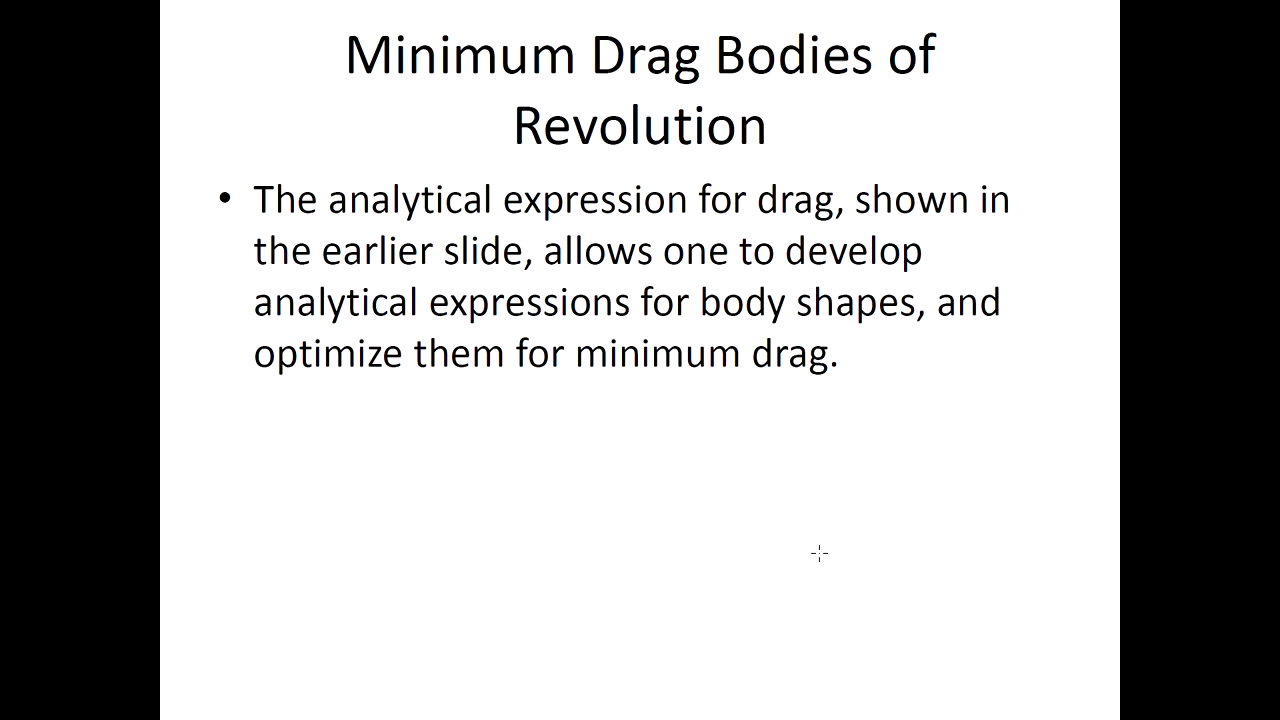 Minimum Drag Bodies of
Revolution
• The analytical expression for drag, shown in
the earlier slide, allows one to develop
analytical expressions for body shapes, and
optimize them for minimum drag.